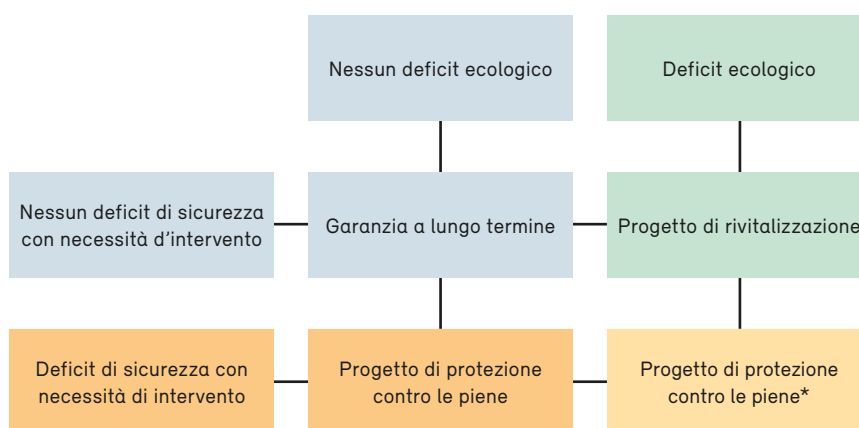 Nessun deficit ecologico
Deficit ecologico
Nessun deficit di sicurezza
con necessità d'intervento
Garanzia a lungo termine
Progetto di rivitalizzazione
Deficit di sicurezza con
necessità di intervento
Progetto di protezione
contro le piene
Progetto di protezione
contro le piene*